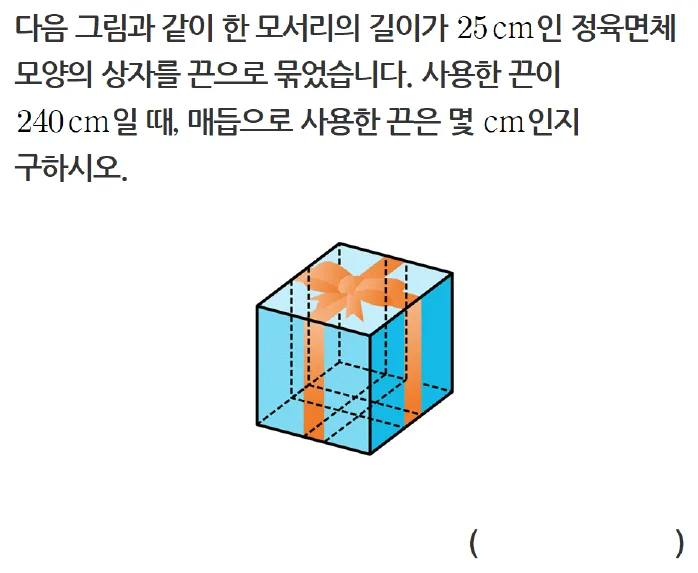 다음 그림과 같이 한 모서리의 길이가 25 cm인 정육면체
모양의 상자를 끈으로 묶었습니다. 사용한 끈이
240 cm일 때, 매듭으로 사용한 끈은 몇 cm인지
구하시오.
( )